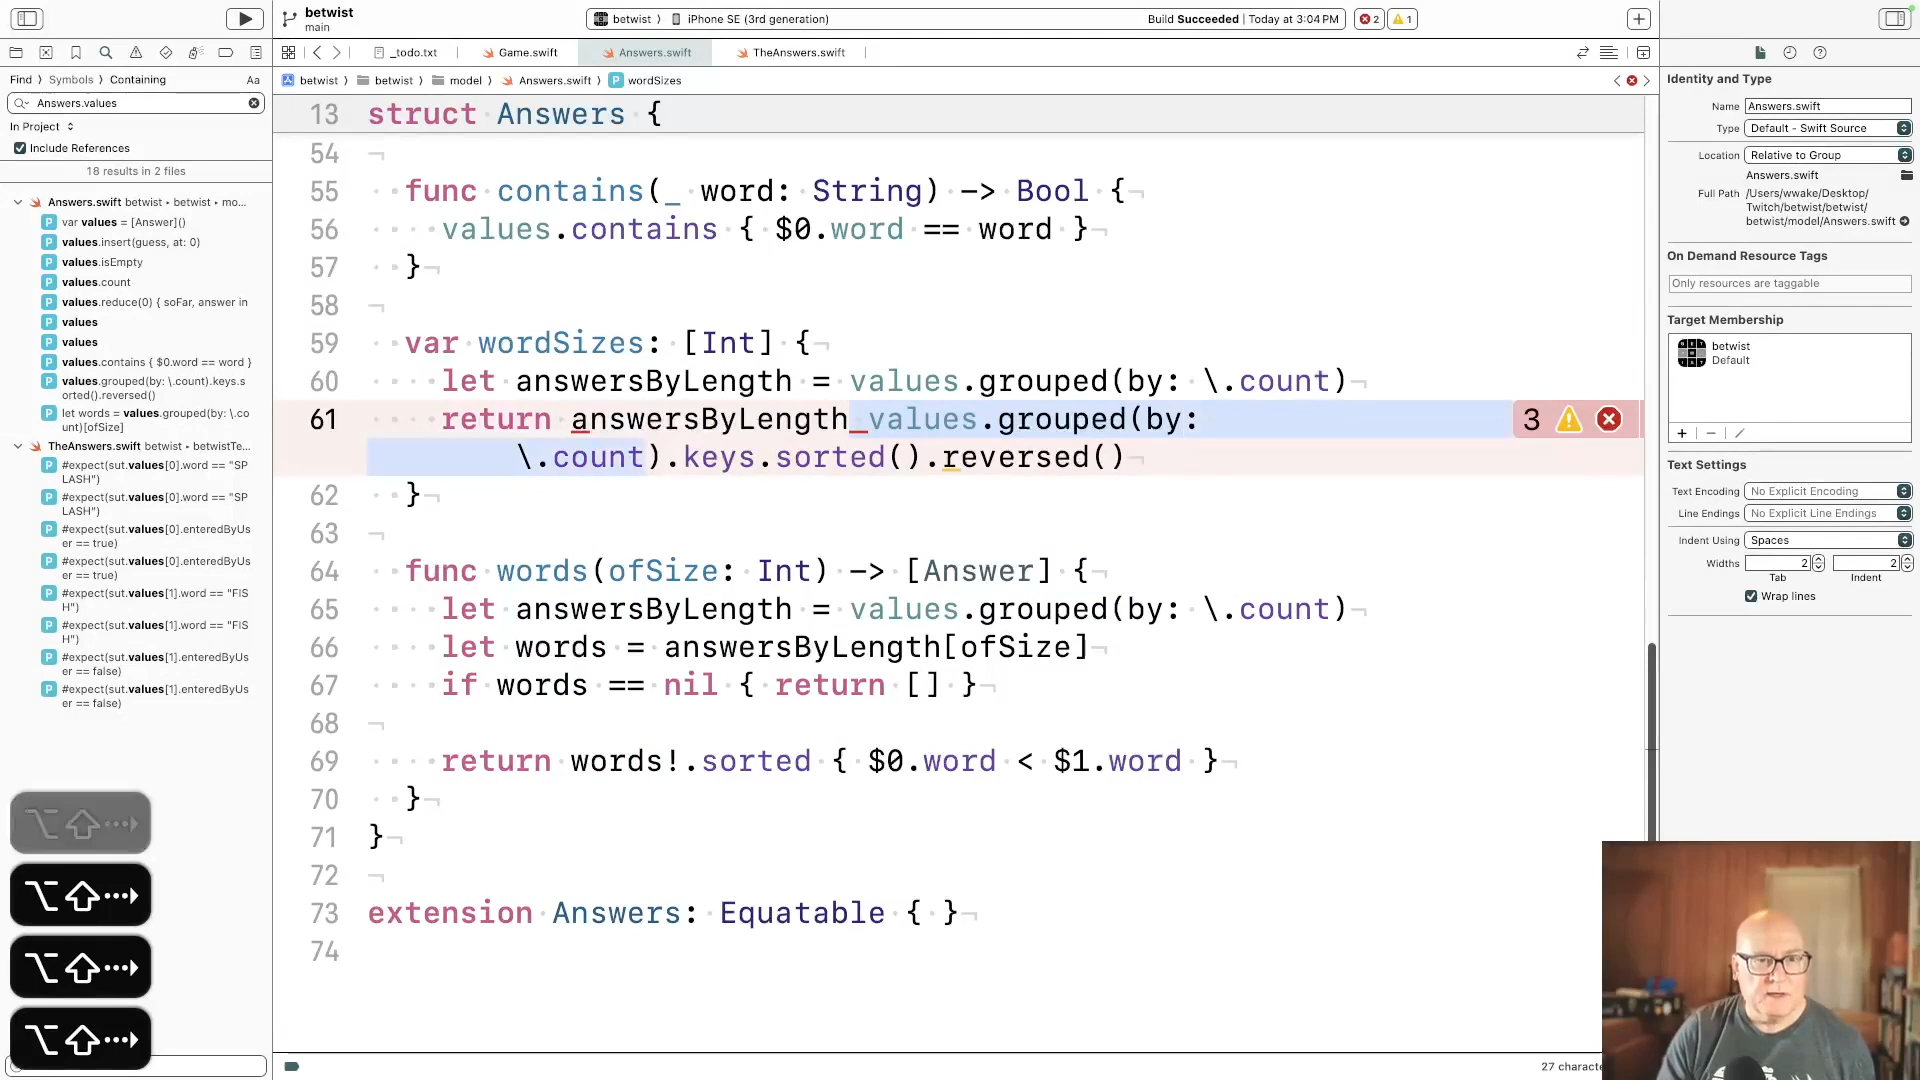 betwist
main
betwist ⟩ iPhone SE (3rd generation)
Build Succeeded | Today at 3:04 PM
2
1
_todo.txt
Game.swift
Answers.swift
TheAnswers.swift
Find ⟩ Symbols ⟩ Containing
Aa
Answers.values
In Project
Include References
18 results in 2 files
Answers.swift betwist • betwist • mo...
P var values = [Answer]()
P values.insert(guess, at: 0)
P values.isEmpty
P values.count
P values.reduce(0) { soFar, answer in
P values
P values
P values.contains { $0.word == word }
P values.grouped(by: \.count).keys.s
orted().reversed()
P let words = values.grouped(by: \.co
unt)[ofSize]
TheAnswers.swift betwist • betwistTe...
P #expect(sut.values[0].word == "SP
LASH")
P #expect(sut.values[0].word == "SP
LASH")
P #expect(sut.values[0].enteredByUs
er == true)
P #expect(sut.values[0].enteredByUs
er == true)
P #expect(sut.values[1].word == "FIS
H")
P #expect(sut.values[1].word == "FIS
H")
P #expect(sut.values[1].enteredByUs
er == false)
P #expect(sut.values[1].enteredByUs
er == false)
betwist ⟩ betwist ⟩ model ⟩ Answers.swift ⟩ P wordSizes
13 struct Answers {
54
55 func contains(_ word: String) -> Bool {
56 values.contains { $0.word == word }
57 }
58
59 var wordSizes: [Int] {
60 let answersByLength = values.grouped(by: \.count)
61 return answersByLength values.grouped(by:
\.count).keys.sorted().reversed()
3
62 }
63
64 func words(ofSize: Int) -> [Answer] {
65 let answersByLength = values.grouped(by: \.count)
66 let words = answersByLength[ofSize]
67 if words == nil { return [] }
68
69 return words!.sorted { $0.word < $1.word }
70 }
71 }
72
73 extension Answers: Equatable { }
74
27 characte
Identity and Type
Name Answers.swift
Type Default - Swift Source
Location Relative to Group
Answers.swift
Full Path /Users/wwake/Desktop/
Twitch/betwist/betwist/
betwist/model/Answers.swift
On Demand Resource Tags
Only resources are taggable
Target Membership
betwist
Default
Text Settings
Text Encoding No Explicit Encoding
Line Endings No Explicit Line Endings
Indent Using Spaces
Widths 2 2
Tab Indent
Wrap lines